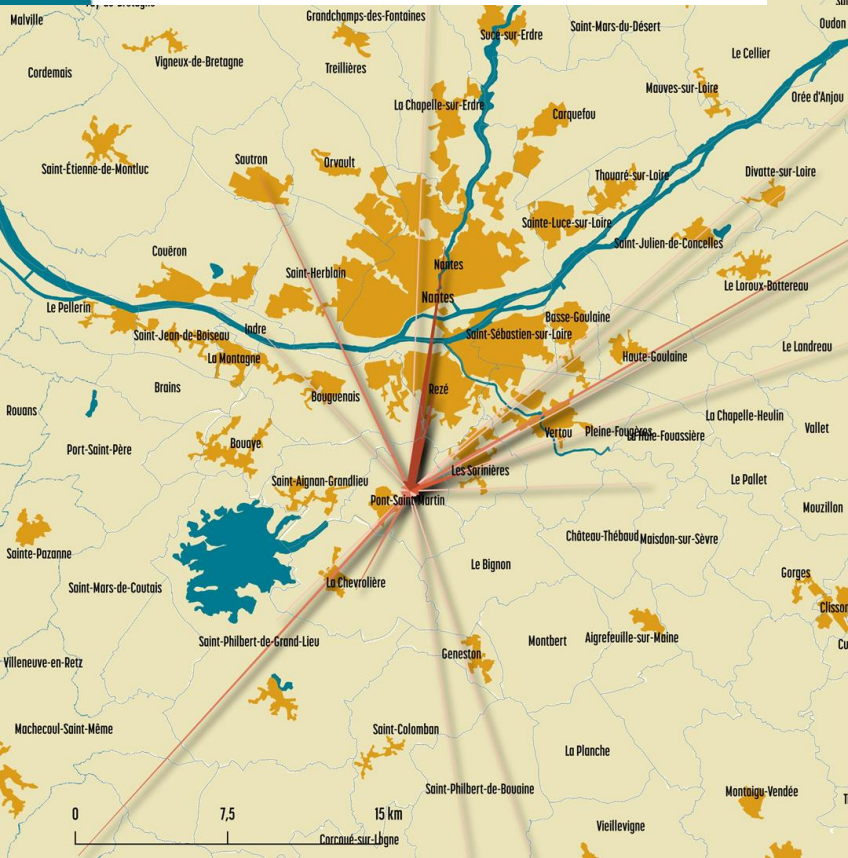 Malville
Grandchamps-des-Fontaines
Sucé-sur-Erdre
Saint-Mars-du-Désert
Oudon
Vigneux-de-Bretagne
Treillières
Le Cellier
Cordemais
Mauves-sur-Loire
Orée d'Anjou
La Chapelle-sur-Erdre
Carquefou
Saint-Étienne-de-Montluc
Sautron
Orvault
Thouaré-sur-Loire
Divatte-sur-Loire
Sainte-Luce-sur-Loire
Saint-Julien-de-Concelles
Couëron
Saint-Herblain
Nantes
Le Loroux-Bottereau
Nantes
Le Pellerin
Basse-Goulaine
Saint-Jean-de-Boiseau
Indre
Saint-Sébastien-sur-Loire
La Montagne
Haute-Goulaine
Le Landreau
Brains
Bouguenais
Rezé
Rouans
La Chapelle-Heulin
Vallet
Port-Saint-Père
Bouaye
Vertou
Pleine-Fougères
La Haie-Fouassière
Les Sorinières
Saint-Aignan-Grandlieu
Le Pallet
Pont-Saint-Martin
Mouzillon
Sainte-Pazanne
Château-Thébaud
Maisdon-sur-Sèvre
Le Bignon
Gorges
Saint-Mars-de-Coutais
La Chevrolière
Clisson
Saint-Philbert-de-Grand-Lieu
Geneston
Montbert
Aigrefeuille-sur-Maine
Cu
Villeneuve-en-Retz
Machecoul-Saint-Même
Saint-Colomban
La Planche
Saint-Philbert-de-Bouaine
Montaigu-Vendée
0 7,5 15 km
Vieillevigne
Corcoué-sur-Logne